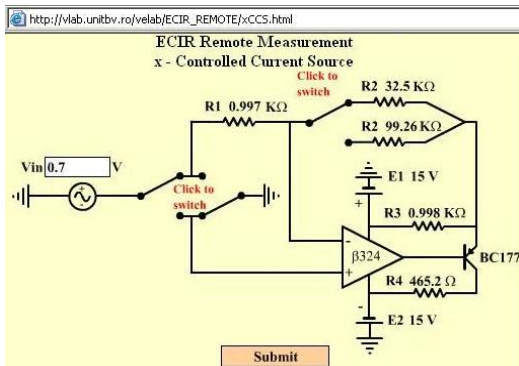 http://vlab.unitbv.ro/velab/ECIR_REMOTE/xCCS.html
ECIR Remote Measurement
x - Controlled Current Source
Click to
switch
R2 32.5 KΩ
R1 0.997 KΩ
R2 99.26 KΩ
Vin 0.7 V
Click to
switch
E1 15 V
+
R3 0.998 KΩ
-
β324
+
BC177
R4 465.2 Ω
-
E2 15 V
Submit